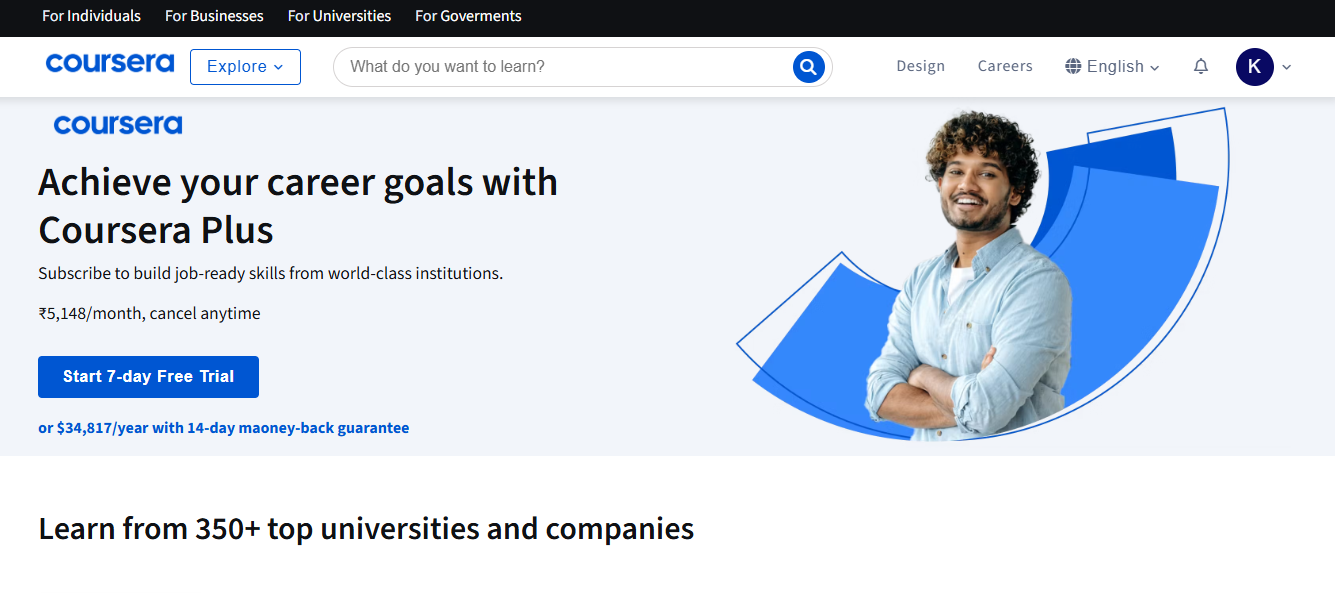 For Individuals For Businesses For Universities For Goverments
coursera Explore What do you want to learn? Design Careers English K
coursera
Achieve your career goals with
Coursera Plus
Subscribe to build job-ready skills from world-class institutions.
₹5,148/month, cancel anytime
Start 7-day Free Trial
or $34,817/year with 14-day maoney-back guarantee
Learn from 350+ top universities and companies